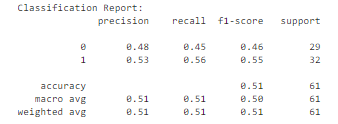 Classification Report:
              precision    recall  f1-score   support

           0       0.48      0.45      0.46        29
           1       0.53      0.56      0.55        32

    accuracy                           0.51        61
   macro avg       0.51      0.51      0.50        61
weighted avg       0.51      0.51      0.51        61